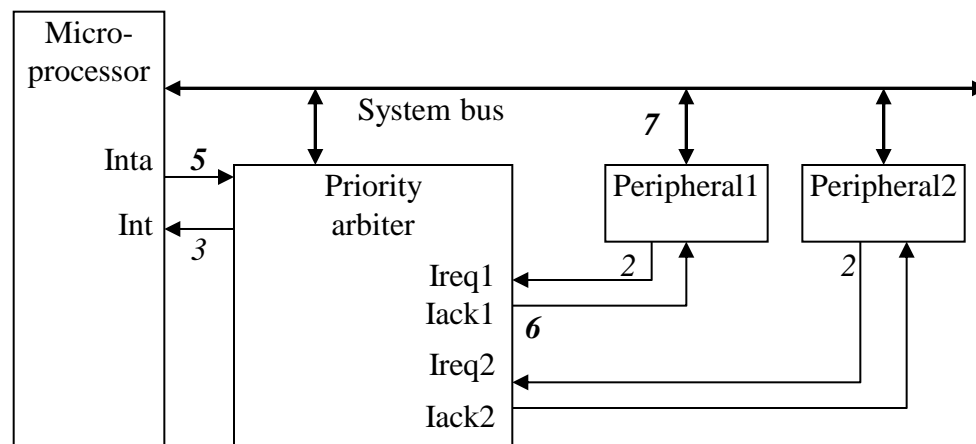 Micro-
processor
System bus
7
Inta
5
Priority
arbiter
Peripheral1
Peripheral2
Int
3
2
2
Ireq1
Iack1
6
Ireq2
Iack2